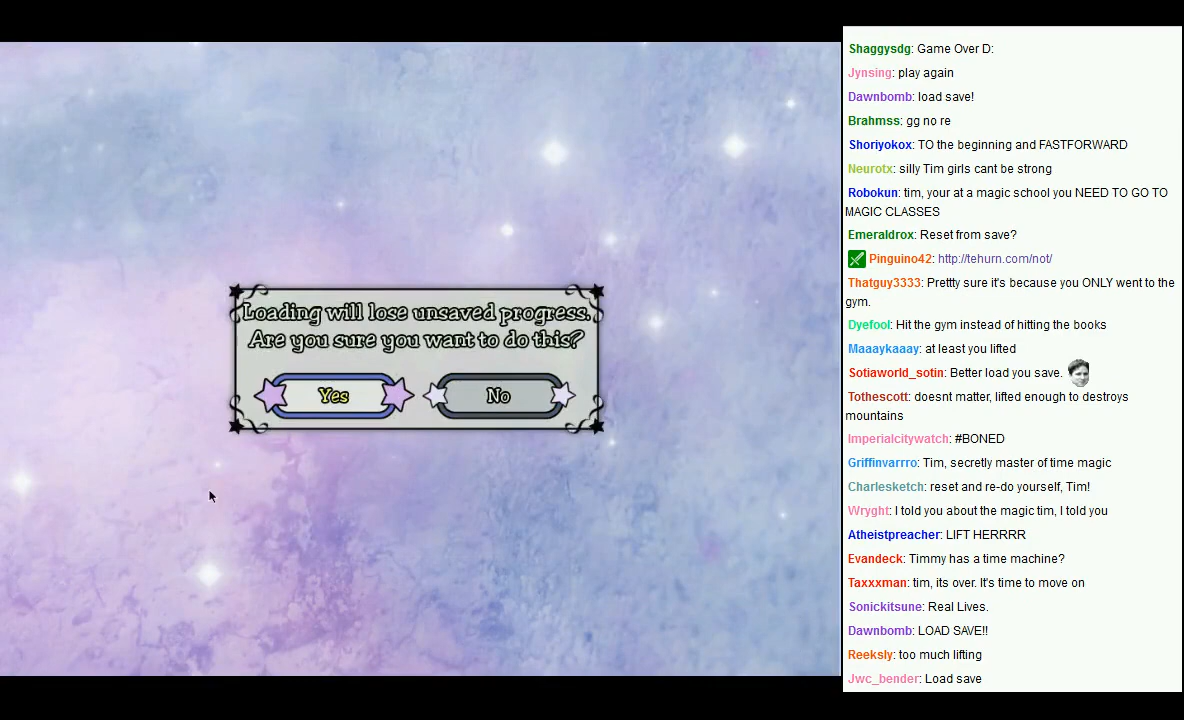 Loading will lose unsaved progress.
Are you sure you want to do this?
Yes
No
Shaggysdg: Game Over D:
Jynsing: play again
Dawnbomb: load save!
Brahmss: gg no re
Shoriyokox: TO the beginning and FASTFORWARD
Neurotx: silly Tim girls cant be strong
Robokun: tim, your at a magic school you NEED TO GO TO
MAGIC CLASSES
Emeraldrox: Reset from save?
Pinguino42: http://tehurn.com/not/
Thatguy3333: Prettty sure it's because you ONLY went to the
gym.
Dyefool: Hit the gym instead of hitting the books
Maaaykaaay: at least you lifted
Sotiaworld_sotin: Better load you save.
Tothescott: doesnt matter, lifted enough to destroys
mountains
Imperialcitywatch: #BONED
Griffinvarrro: Tim, secretly master of time magic
Charlesketch: reset and re-do yourself, Tim!
Wryght: I told you about the magic tim, I told you
Atheistpreacher: LIFT HERRRR
Evandeck: Timmy has a time machine?
Taxxxman: tim, its over. It's time to move on
Sonickitsune: Real Lives.
Dawnbomb: LOAD SAVE!!
Reeksly: too much lifting
Jwc_bender: Load save